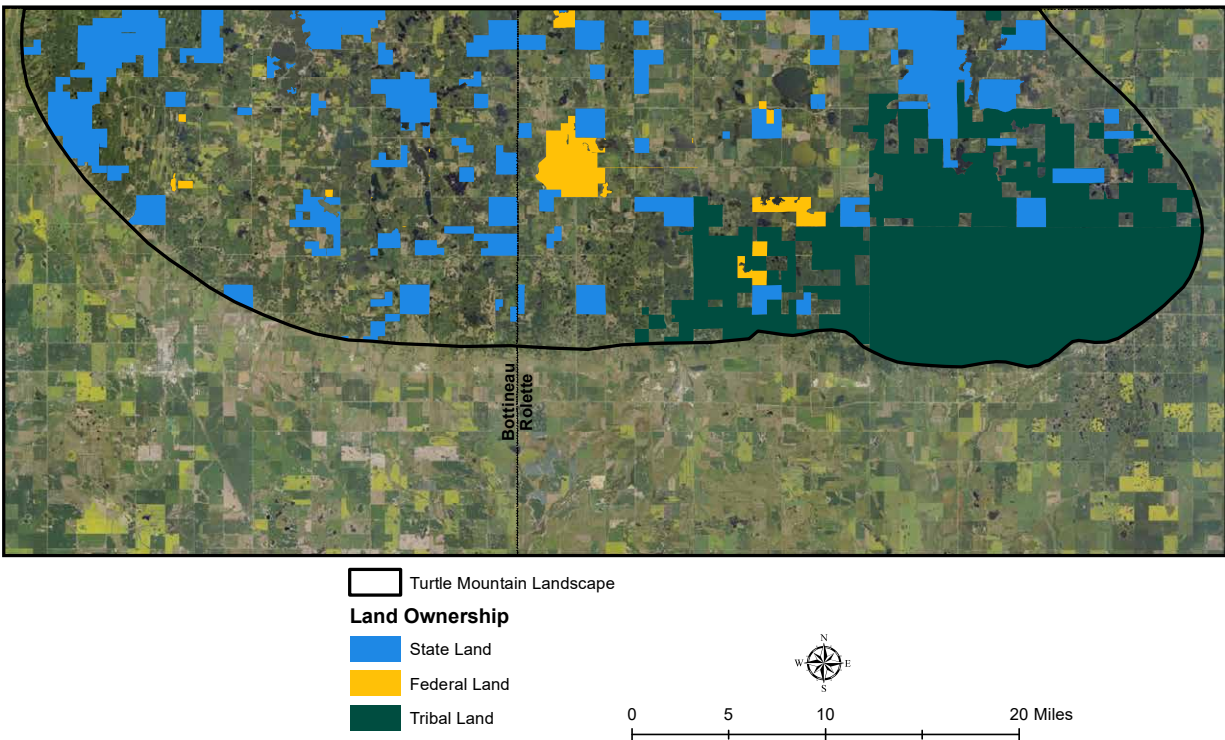 Bottineau
Rolette
Turtle Mountain Landscape
Land Ownership
State Land
Federal Land
Tribal Land
N
W E
S
0 5 10 20 Miles